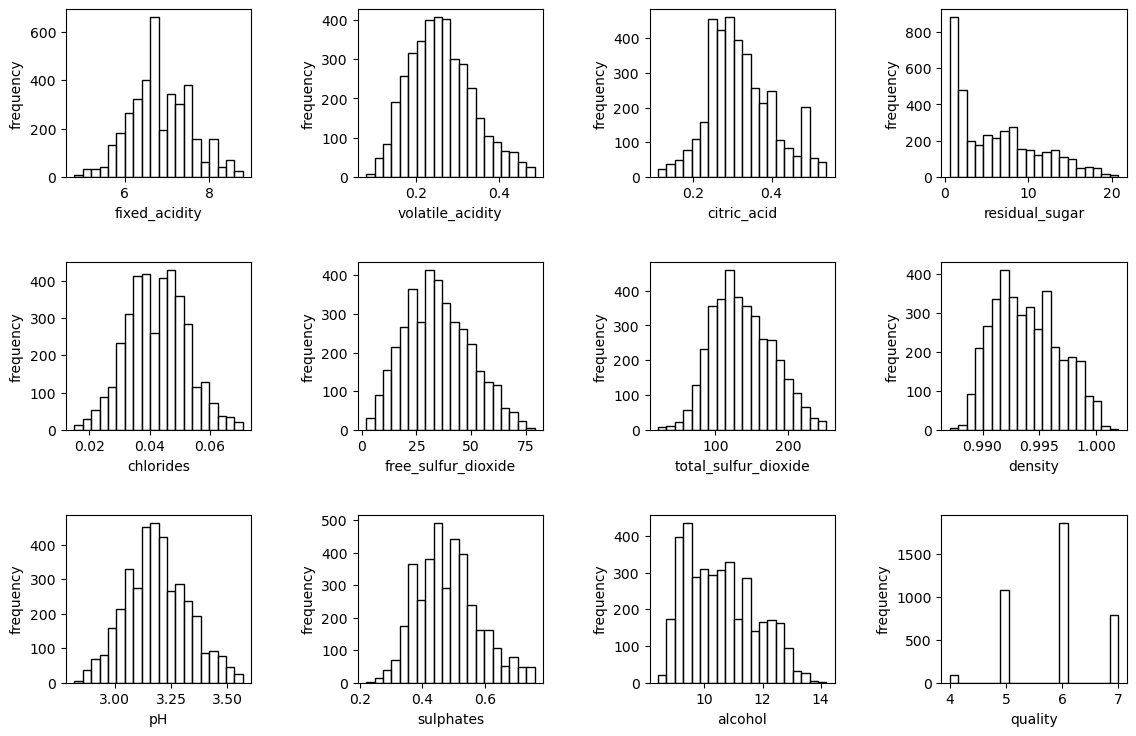 frequency
600
400
200
0
6 8
fixed_acidity
frequency
400
300
200
100
0
0.2 0.4
volatile_acidity
frequency
400
300
200
100
0
0.2 0.4
citric_acid
frequency
800
600
400
200
0
0 10 20
residual_sugar
frequency
400
300
200
100
0
0.02 0.04 0.06
chlorides
frequency
400
300
200
100
0
0 25 50 75
free_sulfur_dioxide
frequency
400
300
200
100
0
100 200
total_sulfur_dioxide
frequency
400
300
200
100
0
0.990 0.995 1.000
density
frequency
400
300
200
100
0
3.00 3.25 3.50
pH
frequency
500
400
300
200
100
0
0.2 0.4 0.6
sulphates
frequency
400
300
200
100
0
10 12 14
alcohol
frequency
1500
1000
500
0
4 5 6 7
quality